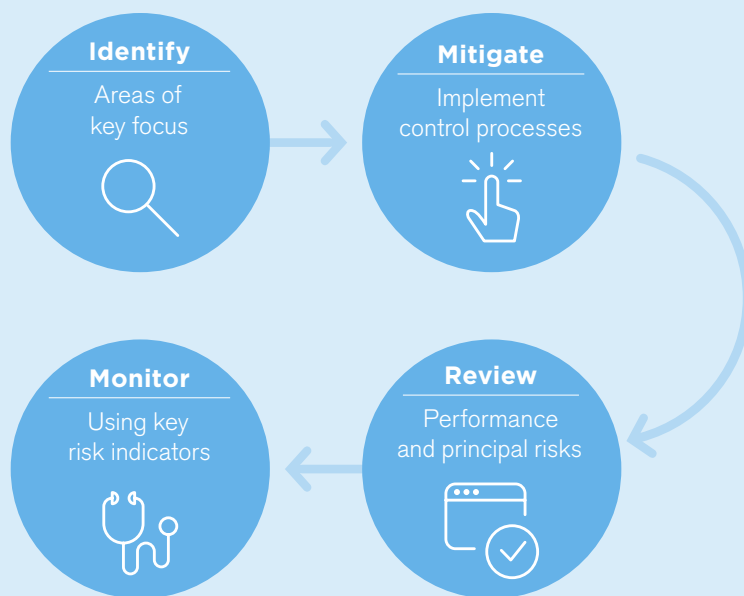 Identify
Areas of
key focus
Mitigate
Implement
control processes
Review
Performance
and principal risks
Monitor
Using key
risk indicators